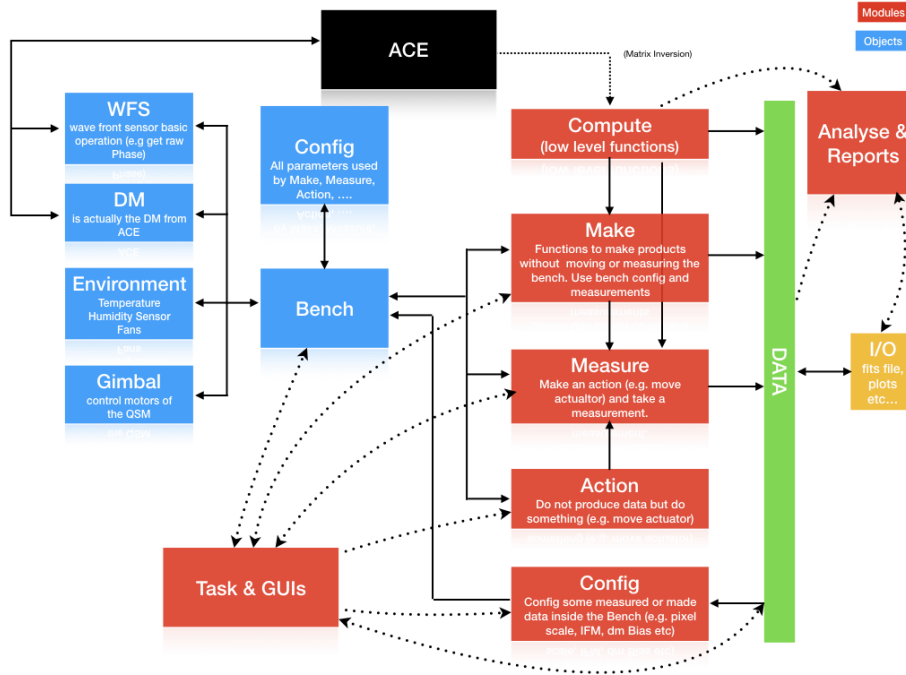 Modules
Objects
ACE
(Matrix Inversion)
WFS
wave front sensor basic
operation (e.g get raw
Phase)
Config
All parameters used
by Make, Measure,
Action, ....
Compute
(low level functions)
Analyse &
Reports
DM
is actually the DM from
ACE
Make
Functions to make products
without moving or measuring the
bench. Use bench config and
measurements
Environment
Temperature
Humidity Sensor
Fans
Bench
DATA
I/O
fits file,
plots
etc...
Measure
Make an action (e.g. move
actualtor) and take a
measurement.
Gimbal
control motors of
the QSM
Action
Do not produce data but do
something (e.g. move actuator)
Task & GUIs
Config
Config some measured or made
data inside the Bench (e.g. pixel
scale, IFM, dm Bias etc)